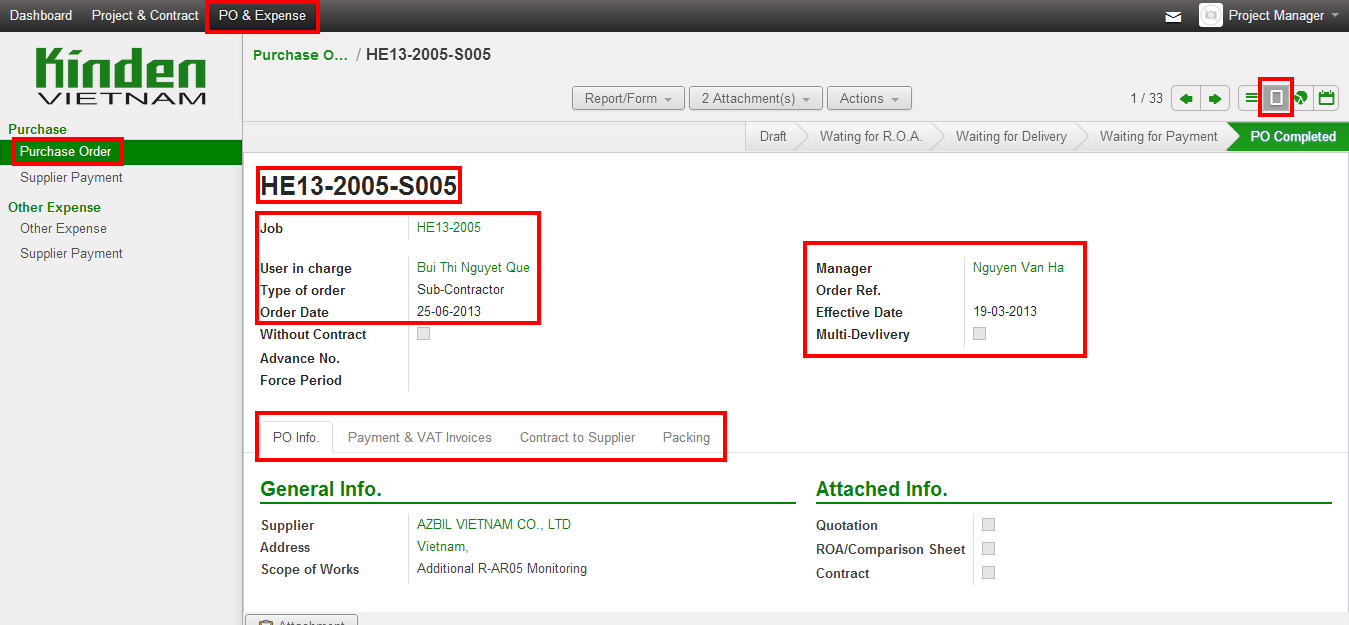 Dashboard Project & Contract PO & Expense Project Manager
Kinden
VIETNAM
Purchase O... / HE13-2005-S005
Report/Form 2 Attachment(s) Actions 1 / 33
Purchase
Purchase Order
Supplier Payment
Other Expense
Other Expense
Supplier Payment
Draft Wating for R.O.A. Waiting for Delivery Waiting for Payment PO Completed
HE13-2005-S005
Job HE13-2005
User in charge Bui Thi Nguyet Que Manager Nguyen Van Ha
Type of order Sub-Contractor Order Ref.
Order Date 25-06-2013 Effective Date 19-03-2013
Without Contract Multi-Devlivery
Advance No.
Force Period
PO Info. Payment & VAT Invoices Contract to Supplier Packing
General Info. Attached Info.
Supplier AZBIL VIETNAM CO., LTD Quotation
Address Vietnam, ROA/Comparison Sheet
Scope of Works Additional R-AR05 Monitoring Contract
Attachment